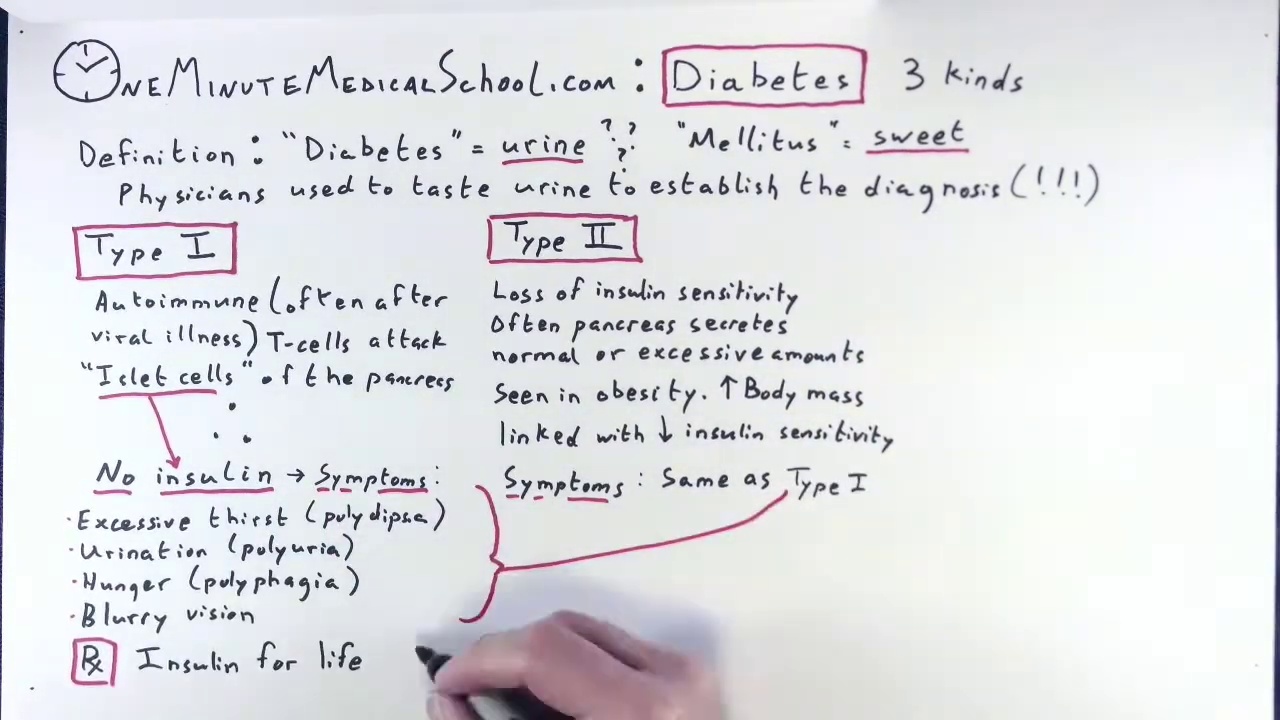 OneMinuteMedicalSchool.com: Diabetes 3 kinds
Definition: "Diabetes" = urine ??? "Mellitus" = sweet
Physicians used to taste urine to establish the diagnosis (!!!)
Type I
Autoimmune (often after
viral illness) T-cells attack
"Islet cells" of the pancreas
No insulin → Symptoms:
· Excessive thirst (polydipsa)
· Urination (polyuria)
· Hunger (polyphagia)
· Blurry vision
Rx Insulin for life
Type II
Loss of insulin sensitivity
Often pancreas secretes
normal or excessive amounts
Seen in obesity. ↑ Body mass
linked with ↓ insulin sensitivity
Symptoms: Same as Type I